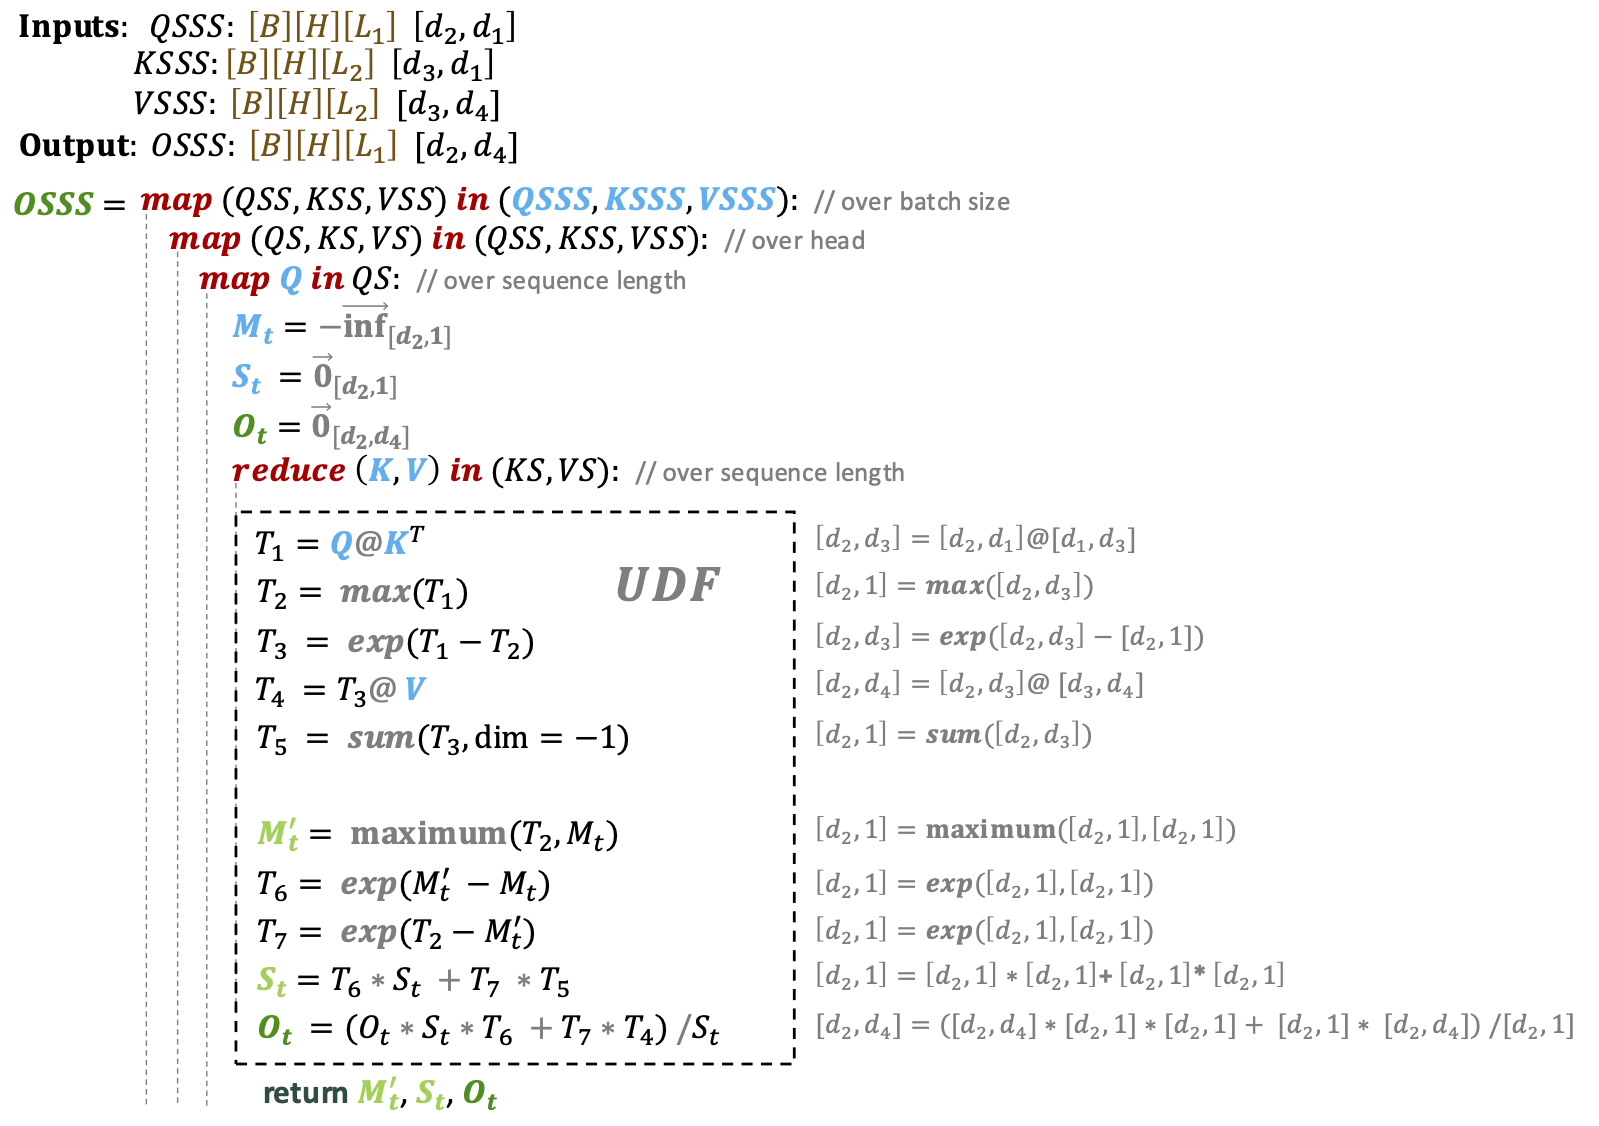 Inputs: QSSS: [B][H][L₁] [d₂, d₁]
KSSS: [B][H][L₂] [d₃, d₁]
VSSS: [B][H][L₂] [d₃, d₄]
Output: OSSS: [B][H][L₁] [d₂, d₄]
OSSS = map (QSS, KSS, VSS) in (QSSS, KSSS, VSSS): // over batch size
map (QS, KS, VS) in (QSS, KSS, VSS): // over head
map Q in QS: // over sequence length
Mₜ = −inf⃗[d₂,1]
Sₜ = 0⃗[d₂,1]
Oₜ = 0⃗[d₂,d₄]
reduce (K, V) in (KS, VS): // over sequence length
T₁ = Q@Kᵀ [d₂, d₃] = [d₂, d₁]@[d₁, d₃]
UDF
T₂ = max(T₁) [d₂, 1] = max([d₂, d₃])
T₃ = exp(T₁ − T₂) [d₂, d₃] = exp([d₂, d₃] − [d₂, 1])
T₄ = T₃@ V [d₂, d₄] = [d₂, d₃]@ [d₃, d₄]
T₅ = sum(T₃, dim = −1) [d₂, 1] = sum([d₂, d₃])
M′ₜ = maximum(T₂, Mₜ) [d₂, 1] = maximum([d₂, 1], [d₂, 1])
T₆ = exp(M′ₜ − Mₜ) [d₂, 1] = exp([d₂, 1], [d₂, 1])
T₇ = exp(T₂ − M′ₜ) [d₂, 1] = exp([d₂, 1], [d₂, 1])
Sₜ = T₆ * Sₜ + T₇ * T₅ [d₂, 1] = [d₂, 1] * [d₂, 1]+ [d₂, 1]* [d₂, 1]
Oₜ = (Oₜ * Sₜ * T₆ + T₇ * T₄) /Sₜ [d₂, d₄] = ([d₂, d₄] * [d₂, 1] * [d₂, 1] + [d₂, 1] * [d₂, d₄]) /[d₂, 1]
return M′ₜ, Sₜ, Oₜ